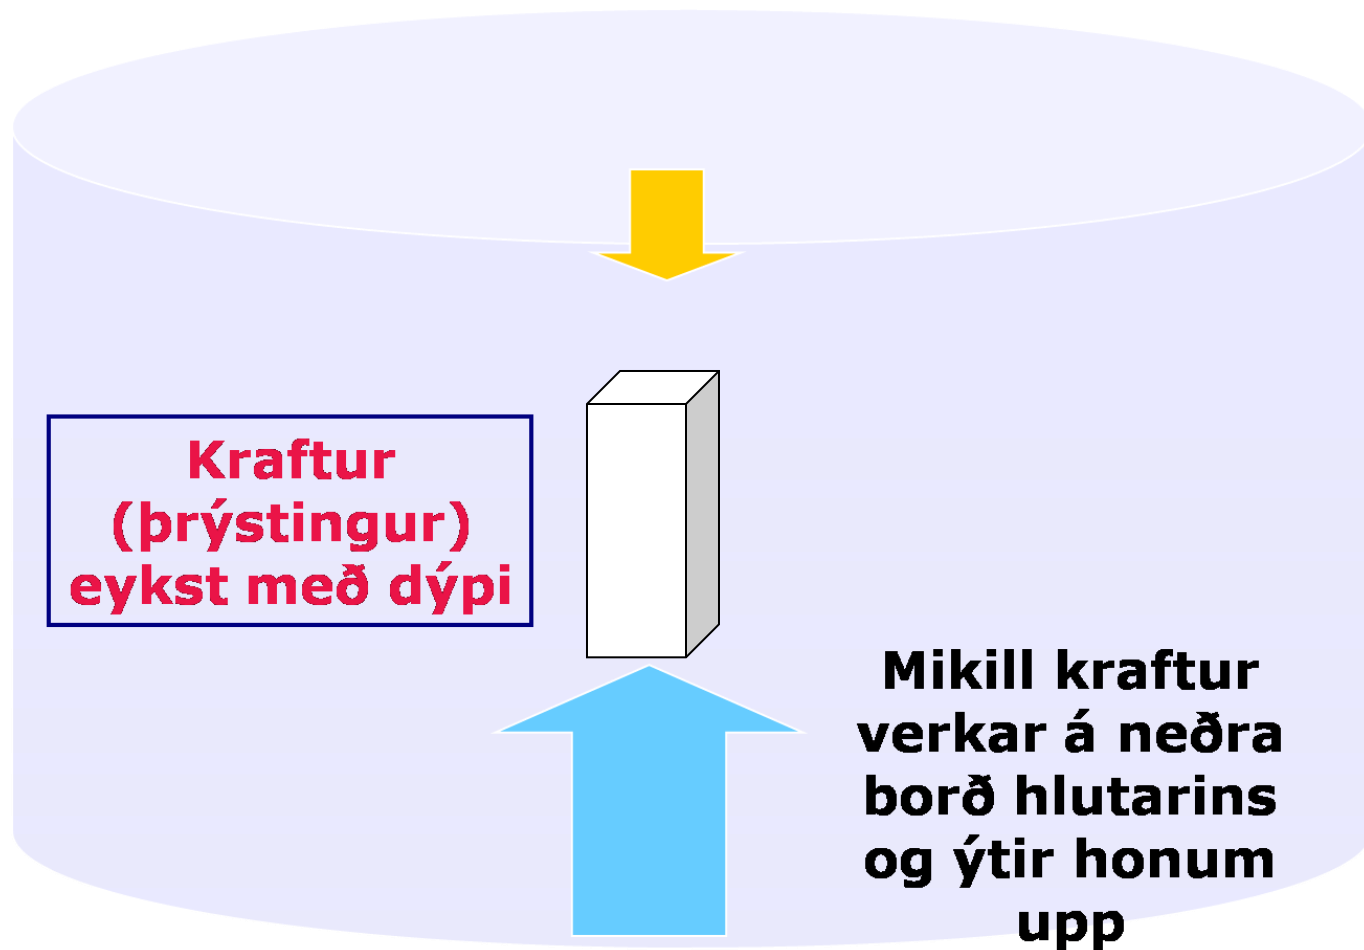 Kraftur
(þrýstingur)
eykst með dýpi
Mikill kraftur
verkar á neðra
borð hlutarins
og ýtir honum
upp